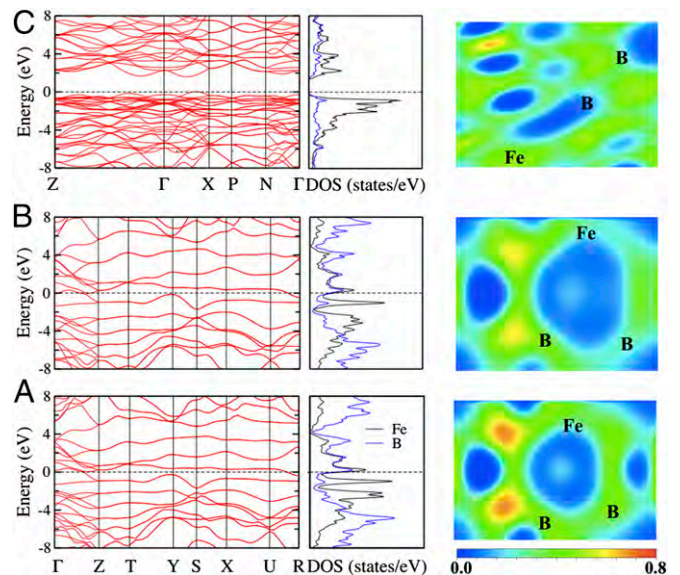 C
Energy (eV)
8
4
0
-4
-8
Z Γ X P N Γ
DOS (states/eV)
B
B
Fe
B
Energy (eV)
8
4
0
-4
-8
Fe
B
B
A
Energy (eV)
8
4
0
-4
-8
Γ Z T Y S X U R
Fe
B
DOS (states/eV)
Fe
B
B
0.0 0.8